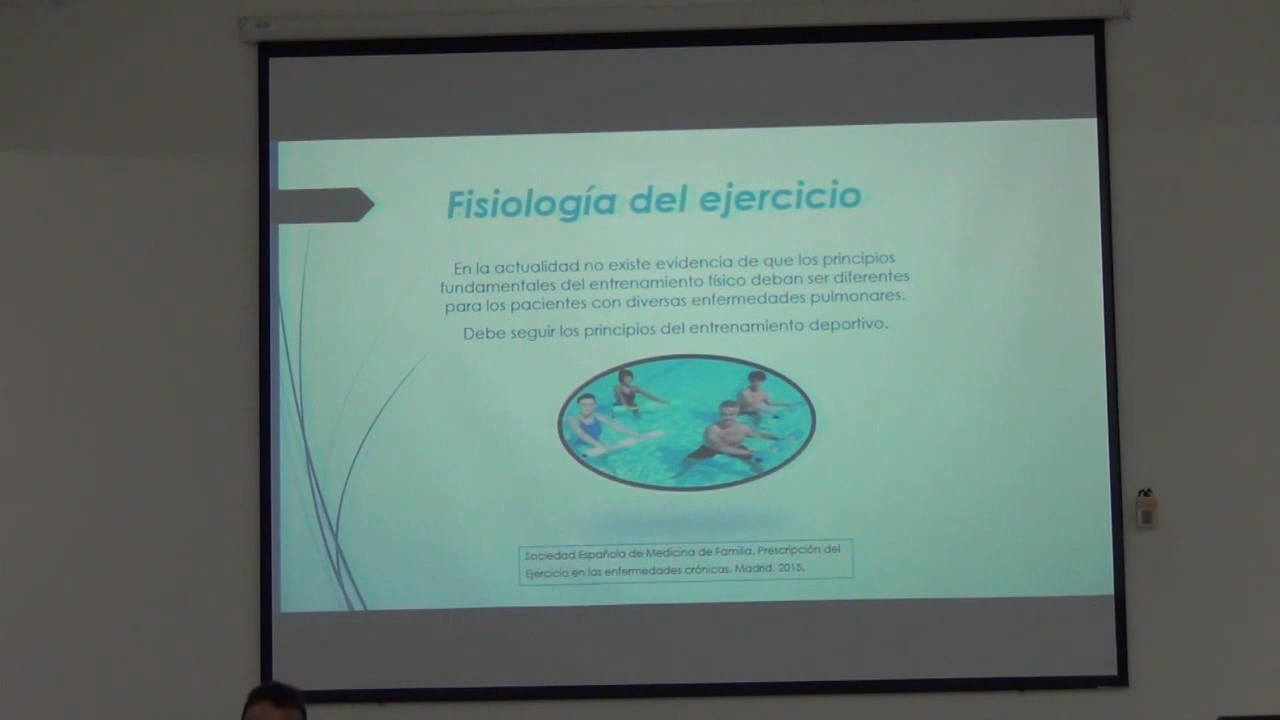 Fisiología del ejercicio
En la actualidad no existe evidencia de que los principios
fundamentales del entrenamiento físico deban ser diferentes
para los pacientes con diversas enfermedades pulmonares.
Debe seguir los principios del entrenamiento deportivo.
Sociedad Española de Medicina de Familia. Prescripción del
Ejercicio en las enfermedades crónicas. Madrid. 2015.